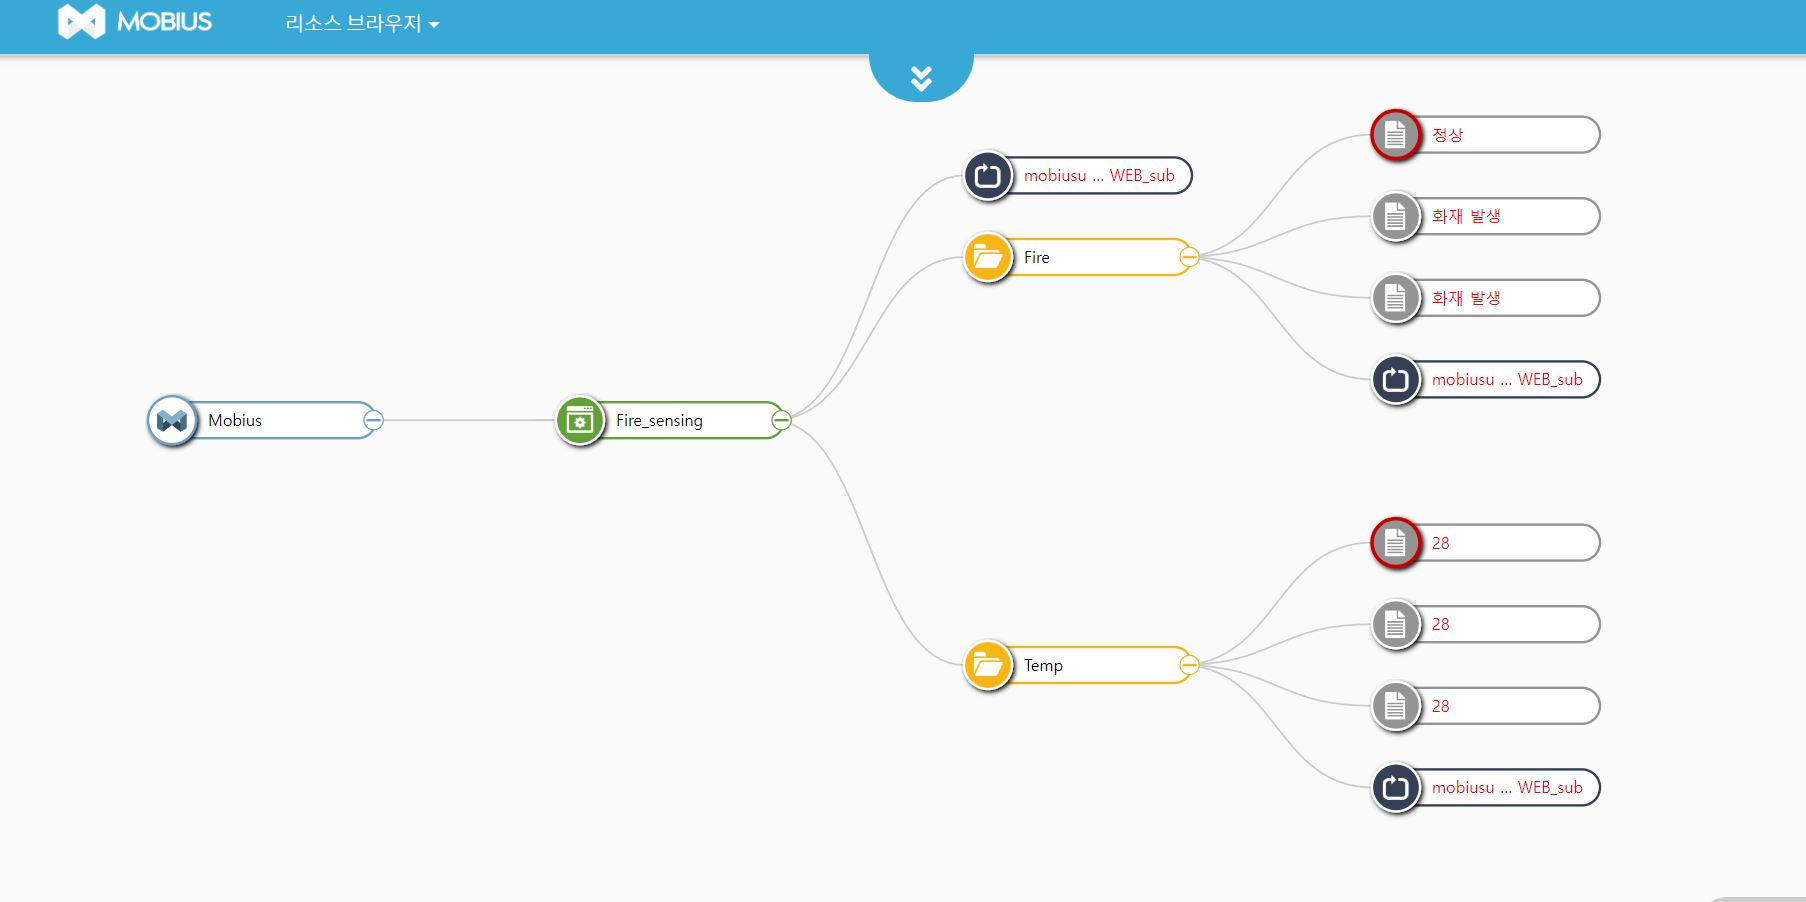 MOBIUS
리소스 브라우저
정상
mobiusu ... WEB_sub
화재 발생
Fire
화재 발생
mobiusu ... WEB_sub
Mobius
Fire_sensing
28
28
Temp
28
mobiusu ... WEB_sub